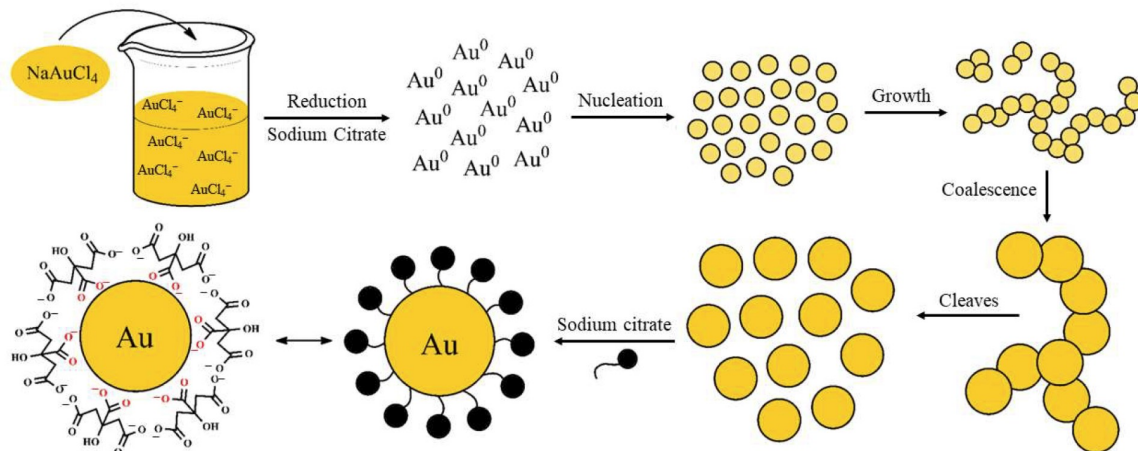 NaAuCl₄
AuCl₄⁻
AuCl₄⁻
AuCl₄⁻
AuCl₄⁻
AuCl₄⁻
AuCl₄⁻
Reduction
Sodium Citrate
Au⁰
Au⁰
Au⁰
Au⁰
Au⁰
Au⁰
Au⁰
Au⁰
Au⁰
Au⁰
Au⁰
Au⁰
Nucleation
Growth
Coalescence
Cleaves
Sodium citrate
Au
Au
HO
OH
OH
HO
HO
OH